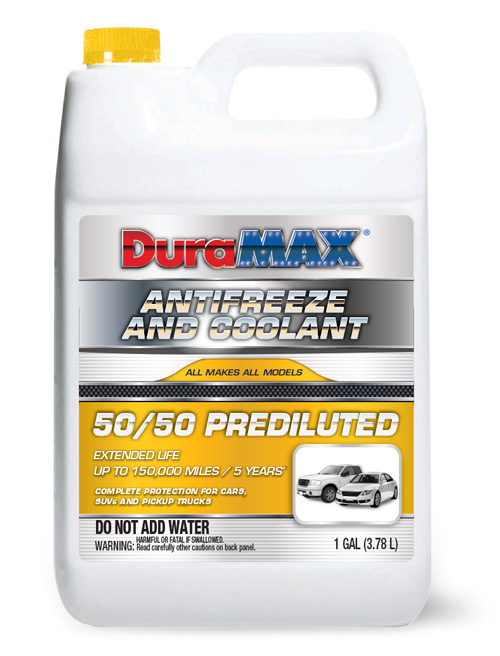 DuraMAX®
ANTIFREEZE
AND COOLANT
ALL MAKES ALL MODELS
50/50 PREDILUTED
EXTENDED LIFE
UP TO 150,000 MILES / 5 YEARS*
COMPLETE PROTECTION FOR CARS,
SUVs AND PICKUP TRUCKS
DO NOT ADD WATER
WARNING: HARMFUL OR FATAL IF SWALLOWED.
Read carefully other cautions on back panel.
1 GAL (3.78 L)